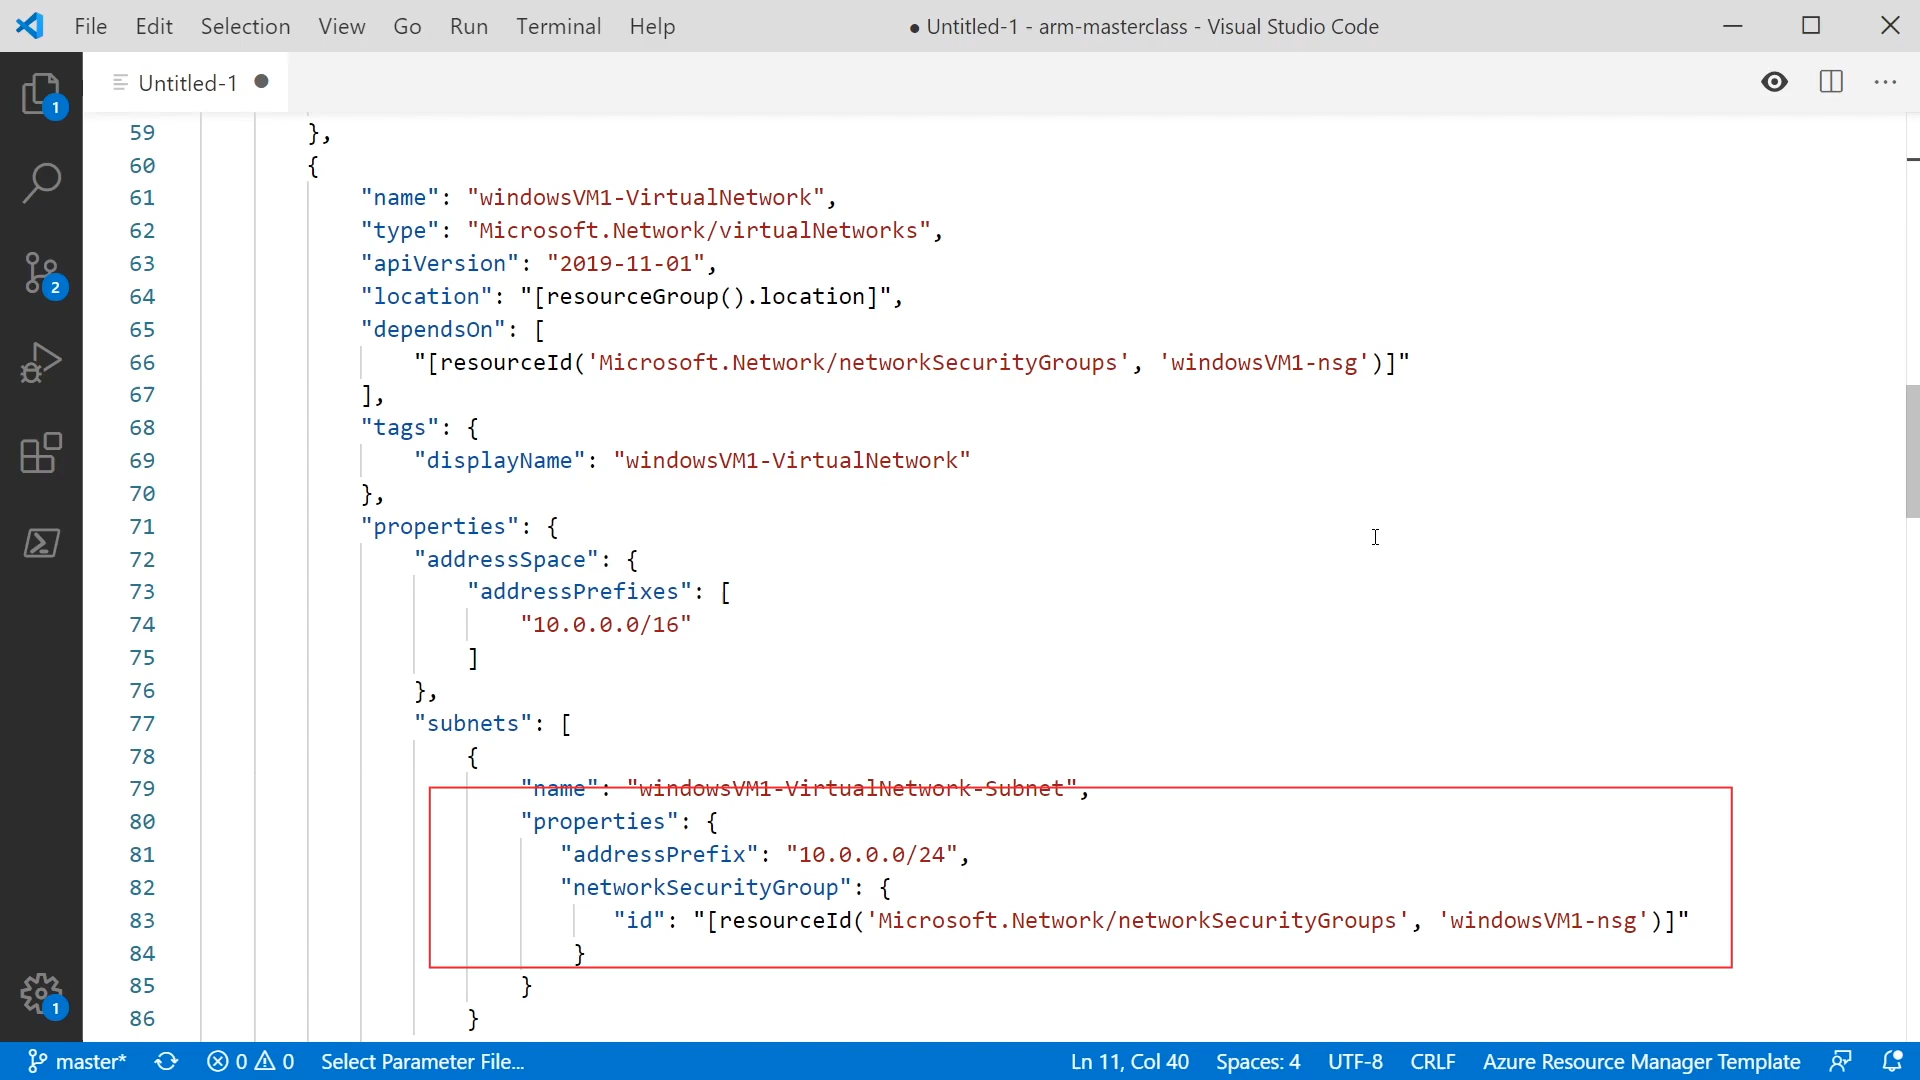 File Edit Selection View Go Run Terminal Help ● Untitled-1 - arm-masterclass - Visual Studio Code
Untitled-1 ●
1
2
1
59 },
60 {
61 "name": "windowsVM1-VirtualNetwork",
62 "type": "Microsoft.Network/virtualNetworks",
63 "apiVersion": "2019-11-01",
64 "location": "[resourceGroup().location]",
65 "dependsOn": [
66 "[resourceId('Microsoft.Network/networkSecurityGroups', 'windowsVM1-nsg')]"
67 ],
68 "tags": {
69 "displayName": "windowsVM1-VirtualNetwork"
70 },
71 "properties": {
72 "addressSpace": {
73 "addressPrefixes": [
74 "10.0.0.0/16"
75 ]
76 },
77 "subnets": [
78 {
79 "name": "windowsVM1-VirtualNetwork-Subnet",
80 "properties": {
81 "addressPrefix": "10.0.0.0/24",
82 "networkSecurityGroup": {
83 "id": "[resourceId('Microsoft.Network/networkSecurityGroups', 'windowsVM1-nsg')]"
84 }
85 }
86 }
master* 0 0 Select Parameter File... Ln 11, Col 40 Spaces: 4 UTF-8 CRLF Azure Resource Manager Template